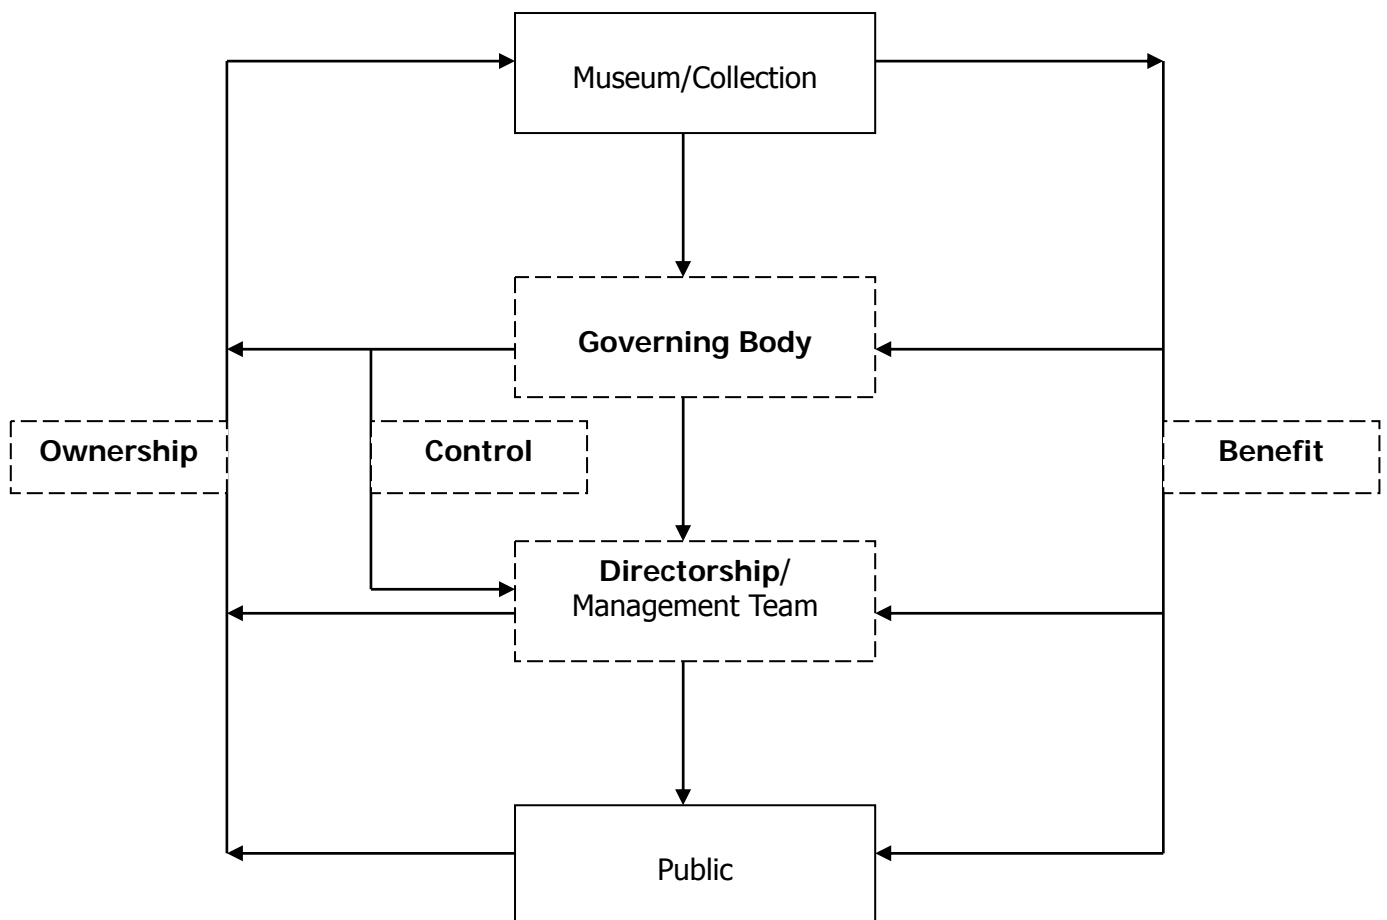 Museum/Collection
Governing Body
Ownership
Control
Benefit
Directorship/
Management Team
Public